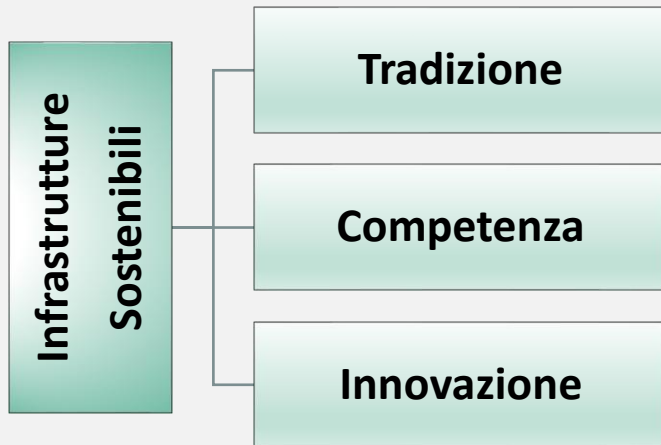 Infrastrutture
Sostenibili
Tradizione
Competenza
Innovazione